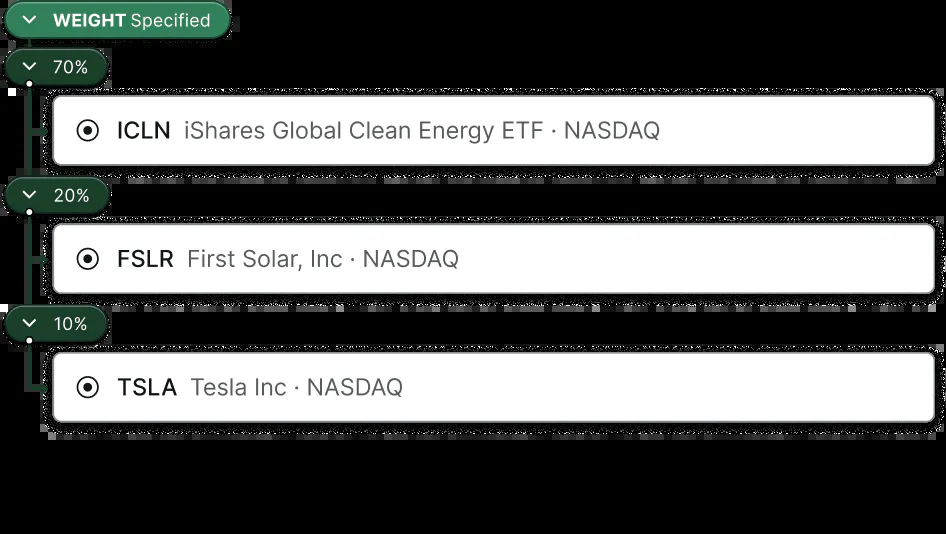 WEIGHT Specified
70%
ICLN iShares Global Clean Energy ETF · NASDAQ
20%
FSLR First Solar, Inc · NASDAQ
10%
TSLA Tesla Inc · NASDAQ